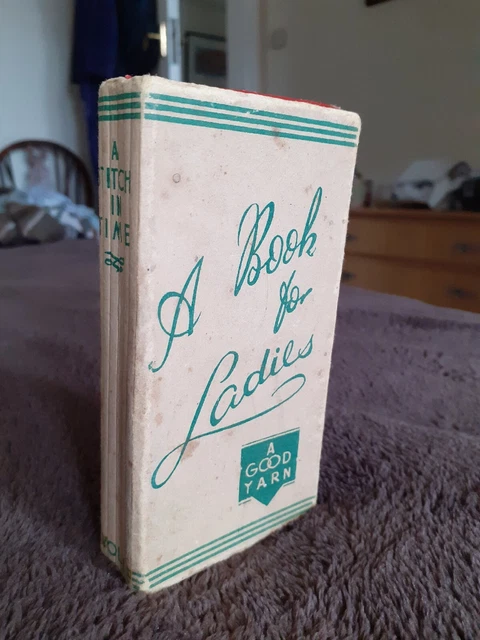 A
STITCH
IN
TIME
A Book
for
Ladies
A
GOOD
YARN